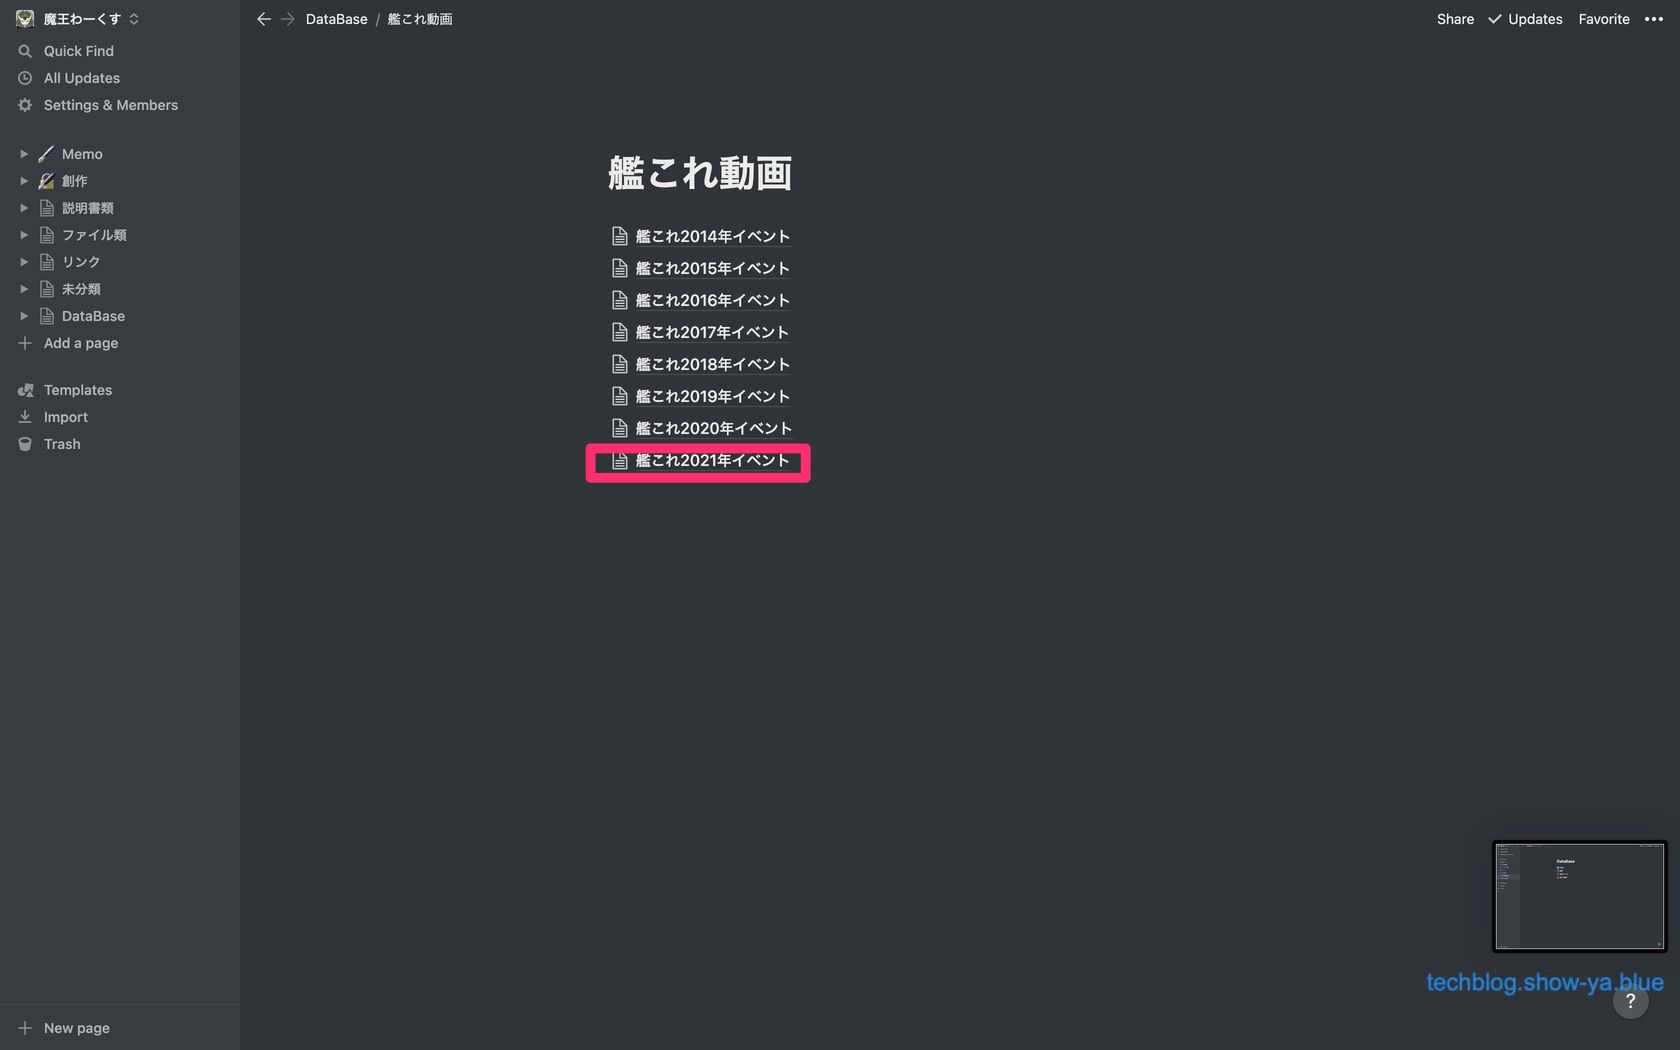 魔王わーくす
DataBase / 艦これ動画
Share
Updates
Favorite
Quick Find
All Updates
Settings & Members
Memo
創作
説明書類
ファイル類
リンク
未分類
DataBase
Add a page
Templates
Import
Trash
艦これ動画
艦これ2014年イベント
艦これ2015年イベント
艦これ2016年イベント
艦これ2017年イベント
艦これ2018年イベント
艦これ2019年イベント
艦これ2020年イベント
艦これ2021年イベント
DataBase
techblog.show-ya.blue
?
New page